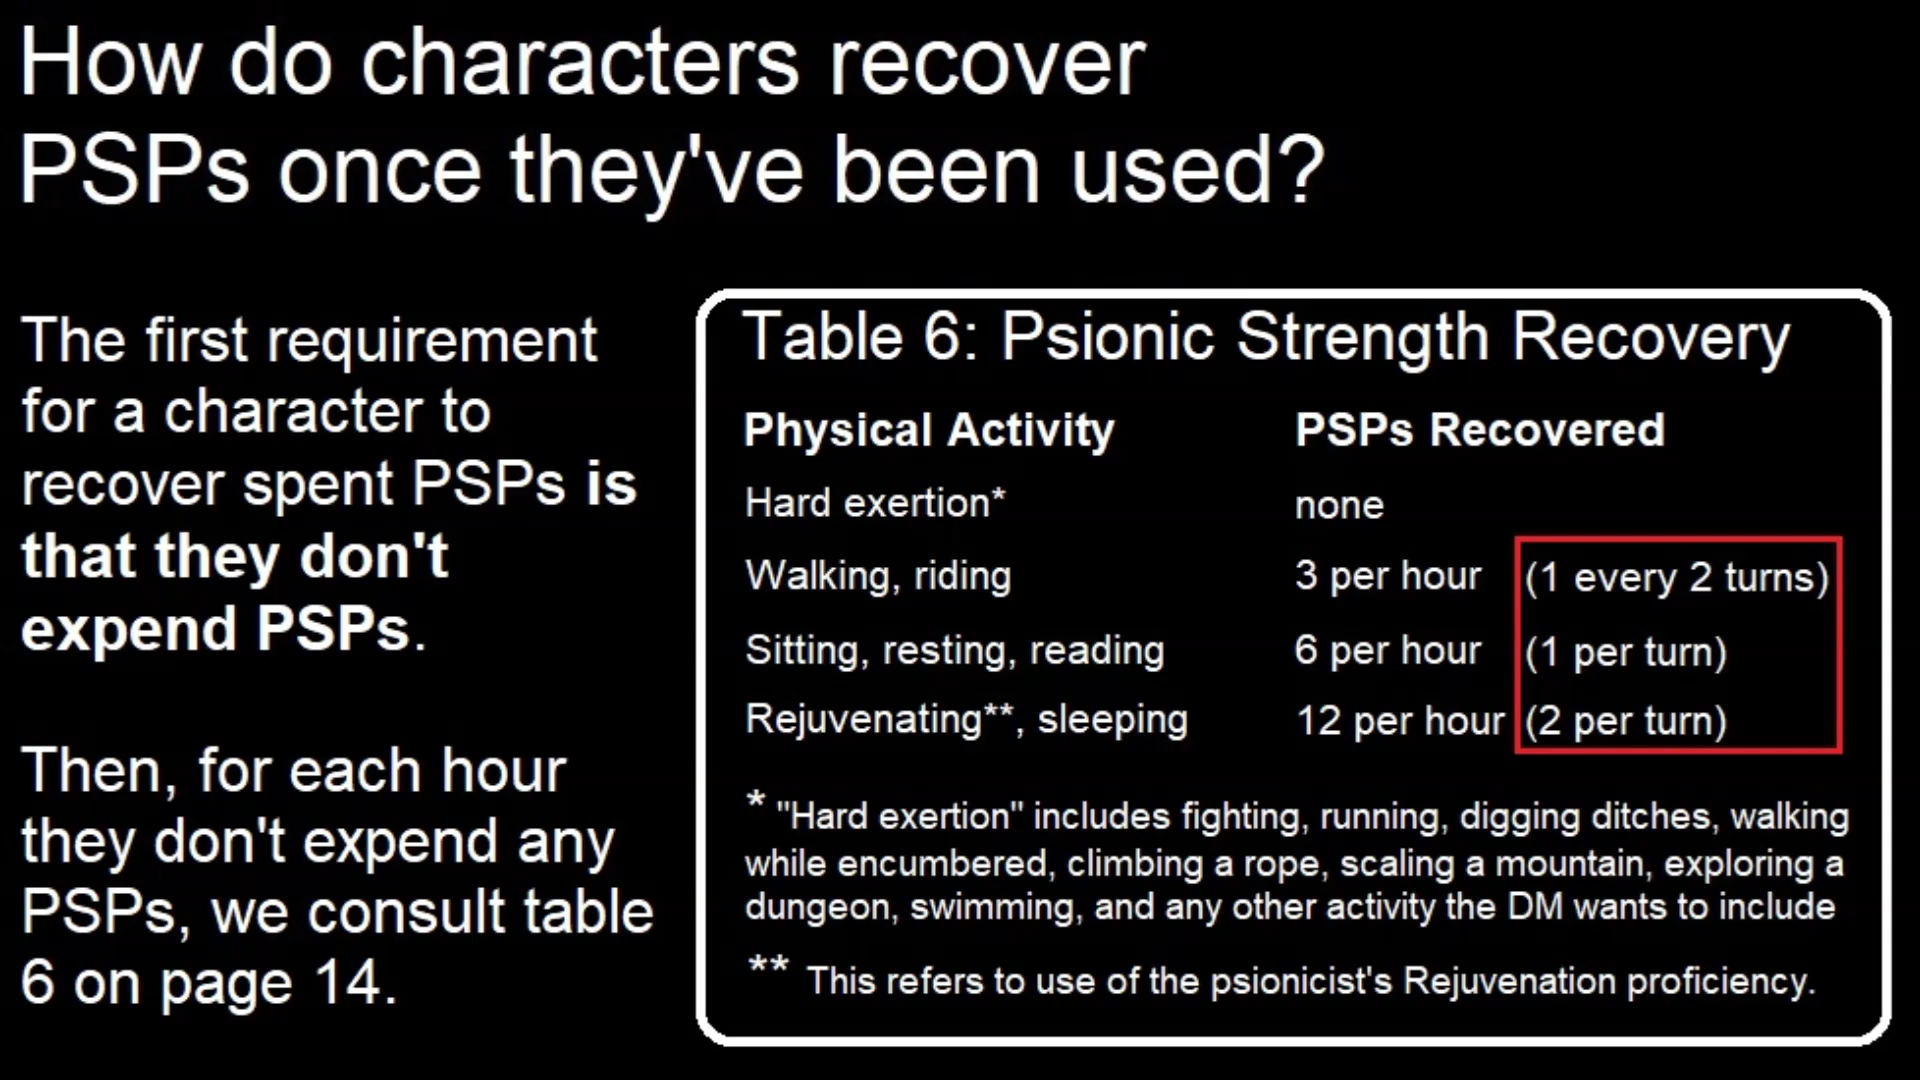 How do characters recover
PSPs once they've been used?
The first requirement
for a character to
recover spent PSPs is
that they don't
expend PSPs.
Then, for each hour
they don't expend any
PSPs, we consult table
6 on page 14.
Table 6: Psionic Strength Recovery
Physical Activity PSPs Recovered
Hard exertion* none
Walking, riding 3 per hour (1 every 2 turns)
Sitting, resting, reading 6 per hour (1 per turn)
Rejuvenating**, sleeping 12 per hour (2 per turn)
* "Hard exertion" includes fighting, running, digging ditches, walking
while encumbered, climbing a rope, scaling a mountain, exploring a
dungeon, swimming, and any other activity the DM wants to include
** This refers to use of the psionicist's Rejuvenation proficiency.